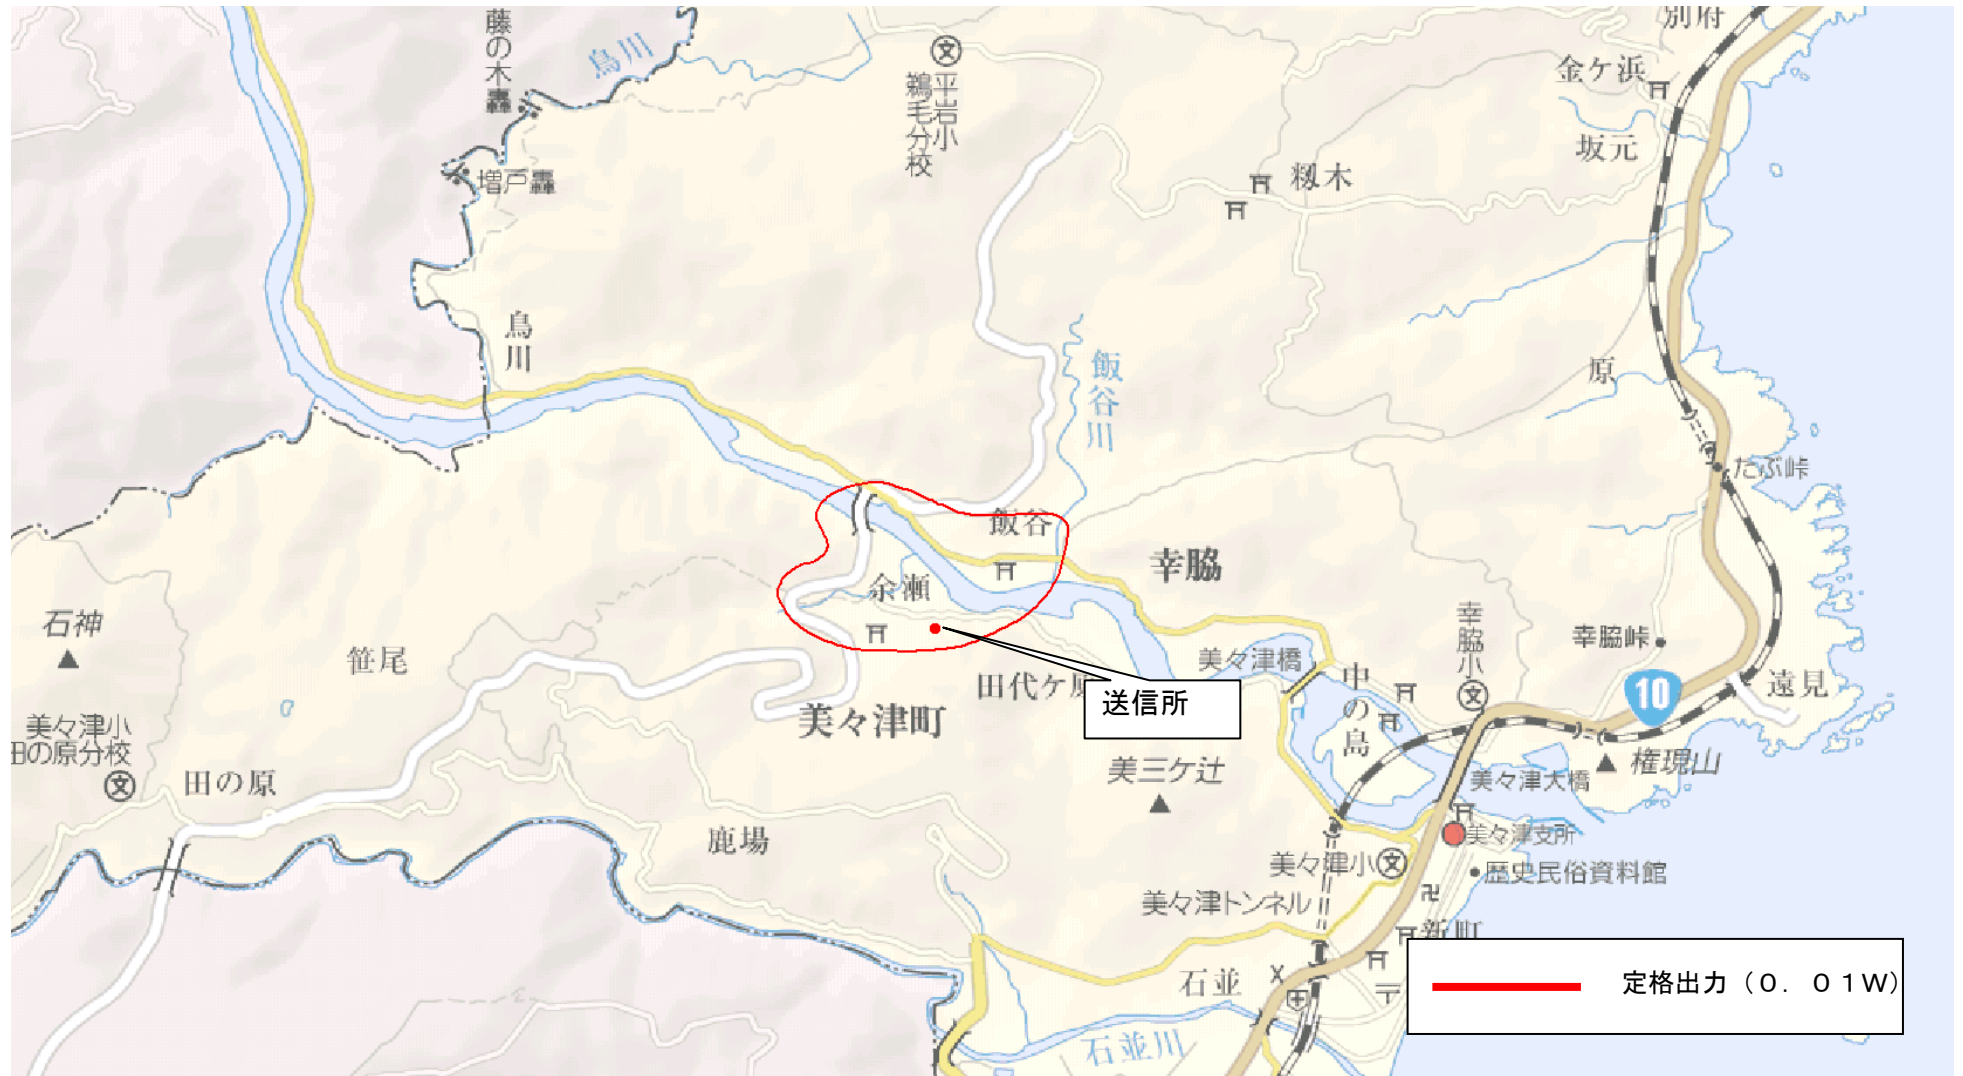 別府
藤の木轟
鳥川
平岩小
鵜毛分校
金ケ浜
坂元
増戸轟
籾木
鳥川
飯谷川
原
たぶ峠
飯谷
幸脇
余瀬
石神
笹尾
幸脇小
幸脇峠
美々津橋
中の島
田代ケ原
送信所
10
遠見
美々津町
美々津小
田の原分校
田の原
美三ケ辻
権現山
美々津大橋
鹿場
美々津支所
美々津小
歴史民俗資料館
美々津トンネル
新町
石並
定格出力(0.01W)
石並川